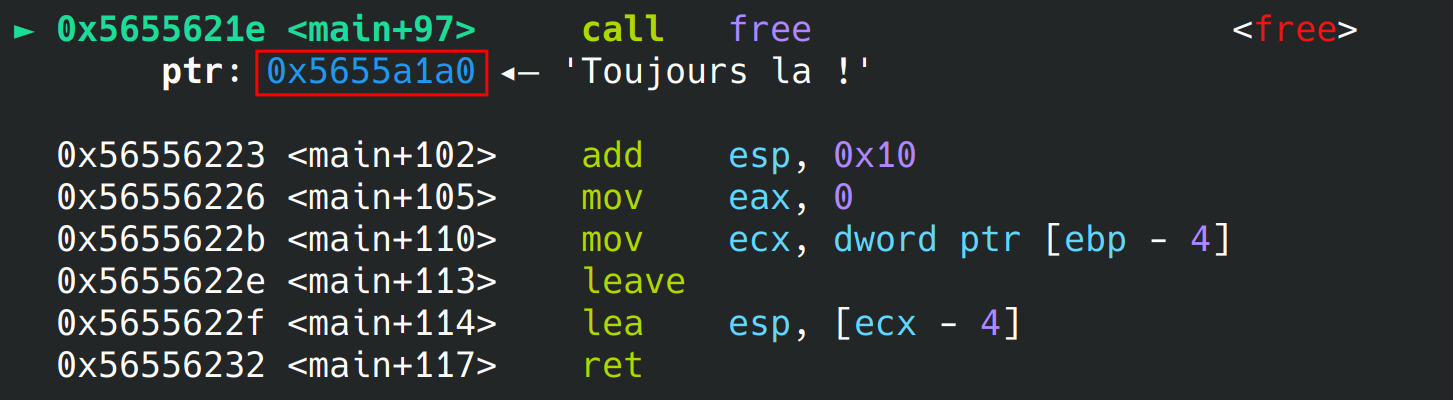 ► 0x5655621e <main+97> call free <free>
ptr: 0x5655a1a0 ◂— 'Toujours la !'
0x56556223 <main+102> add esp, 0x10
0x56556226 <main+105> mov eax, 0
0x5655622b <main+110> mov ecx, dword ptr [ebp - 4]
0x5655622e <main+113> leave
0x5655622f <main+114> lea esp, [ecx - 4]
0x56556232 <main+117> ret